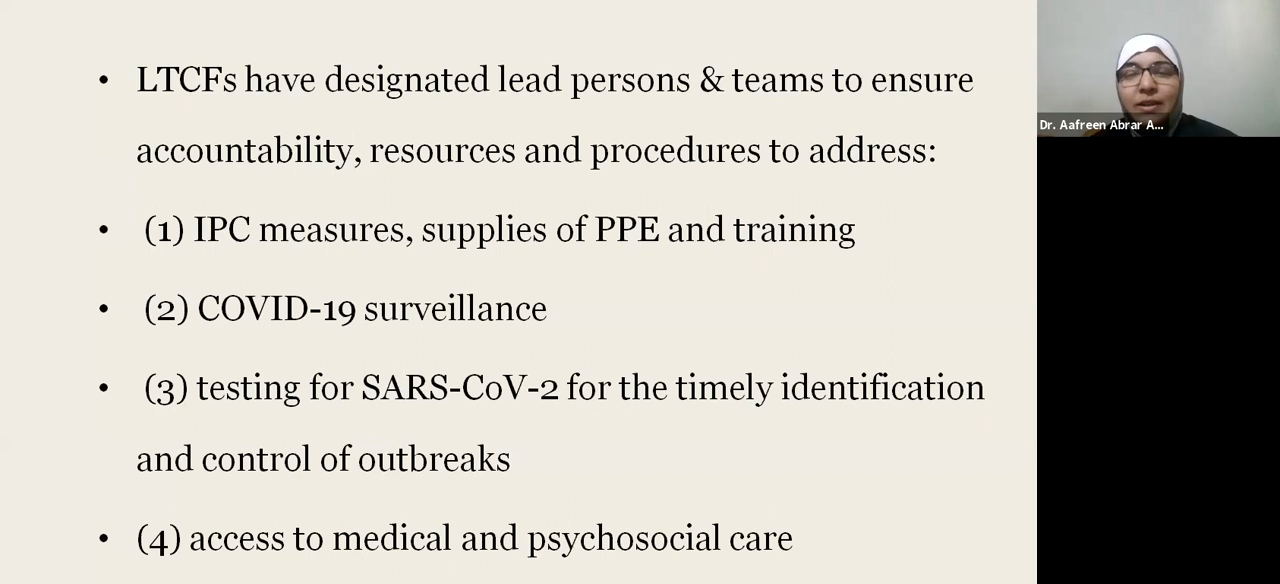 • LTCFs have designated lead persons & teams to ensure
accountability, resources and procedures to address:
• (1) IPC measures, supplies of PPE and training
• (2) COVID-19 surveillance
• (3) testing for SARS-CoV-2 for the timely identification
and control of outbreaks
• (4) access to medical and psychosocial care
Dr. Aafreen Abrar A...